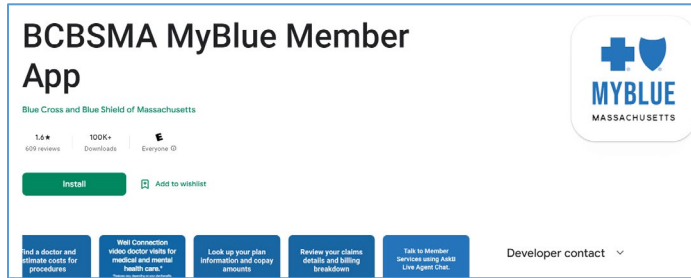 BCBSMA MyBlue Member
App
Blue Cross and Blue Shield of Massachusetts
1.6★
609 reviews
100K+
Downloads
E
Everyone
Install
Add to wishlist
MYBLUE
MASSACHUSETTS
ind a doctor and
stimate costs for
procedures
Well Connection
video doctor visits for
medical and mental
health care.*
Look up your plan
information and copay
amounts
Review your claims
details and billing
breakdown
Talk to Member
Services using AskB
Live Agent Chat.
Developer contact